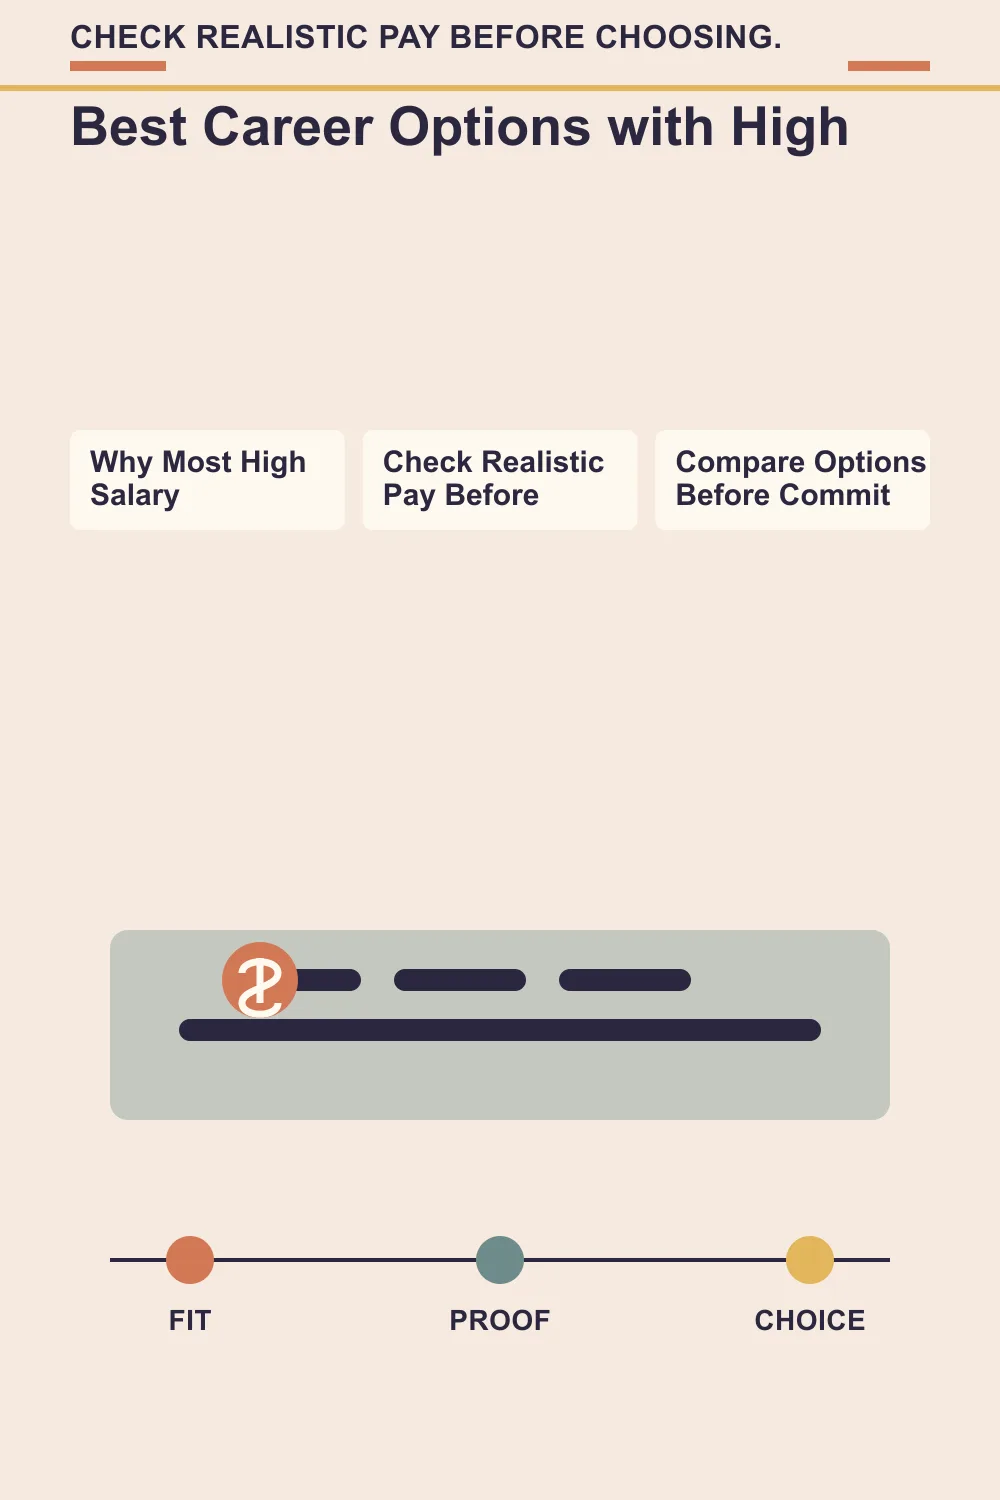 CHECK REALISTIC PAY BEFORE CHOOSING.
Best Career Options with High
Why Most High
Salary
Check Realistic
Pay Before
Compare Options
Before Commit
FIT
PROOF
CHOICE